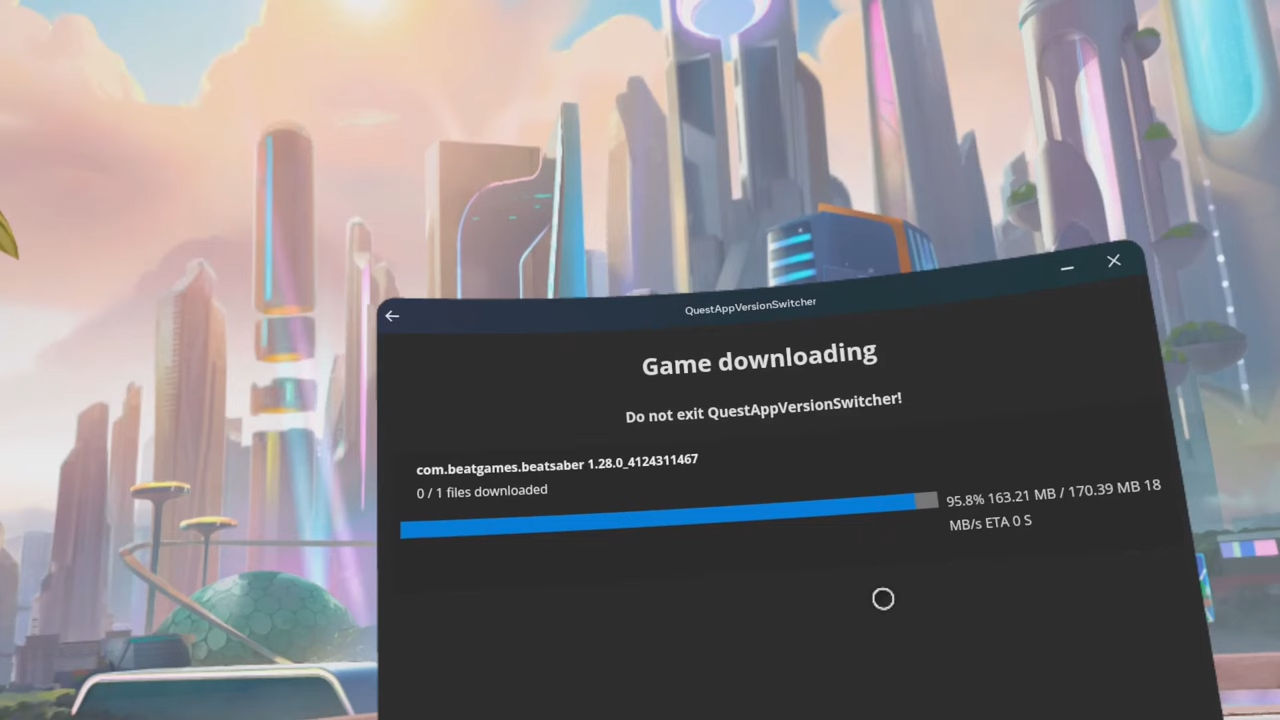 QuestAppVersionSwitcher
Game downloading
Do not exit QuestAppVersionSwitcher!
com.beatgames.beatsaber 1.28.0_4124311467
0 / 1 files downloaded
95.8% 163.21 MB / 170.39 MB 18
MB/s ETA 0 S